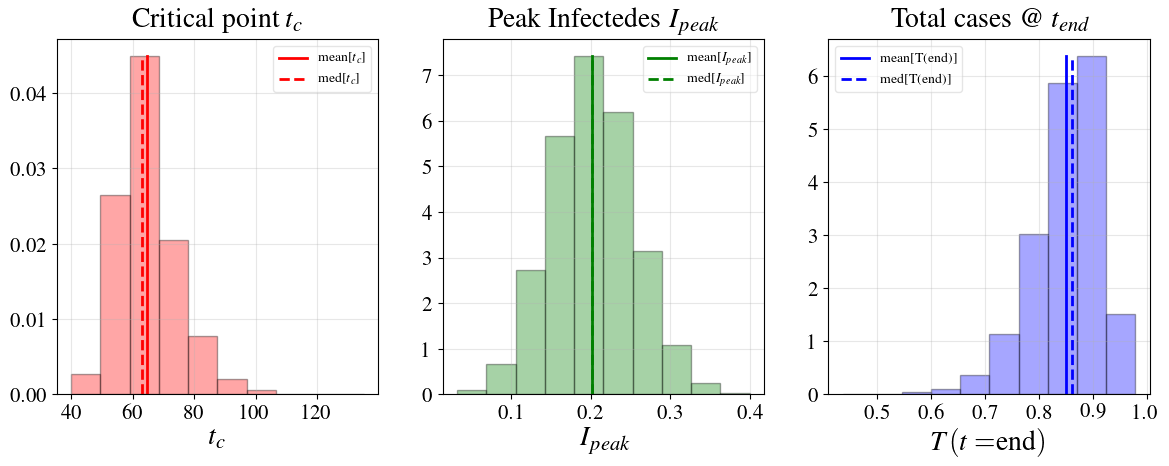 Critical point t_c
mean[t_c]
med[t_c]
0.04
0.03
0.02
0.01
0.00
40 60 80 100 120
t_c
Peak Infectedes I_peak
mean[I_peak]
med[I_peak]
7
6
5
4
3
2
1
0
0.1 0.2 0.3 0.4
I_peak
Total cases @ t_end
mean[T(end)]
med[T(end)]
6
5
4
3
2
1
0
0.5 0.6 0.7 0.8 0.9 1.0
T(t =end)